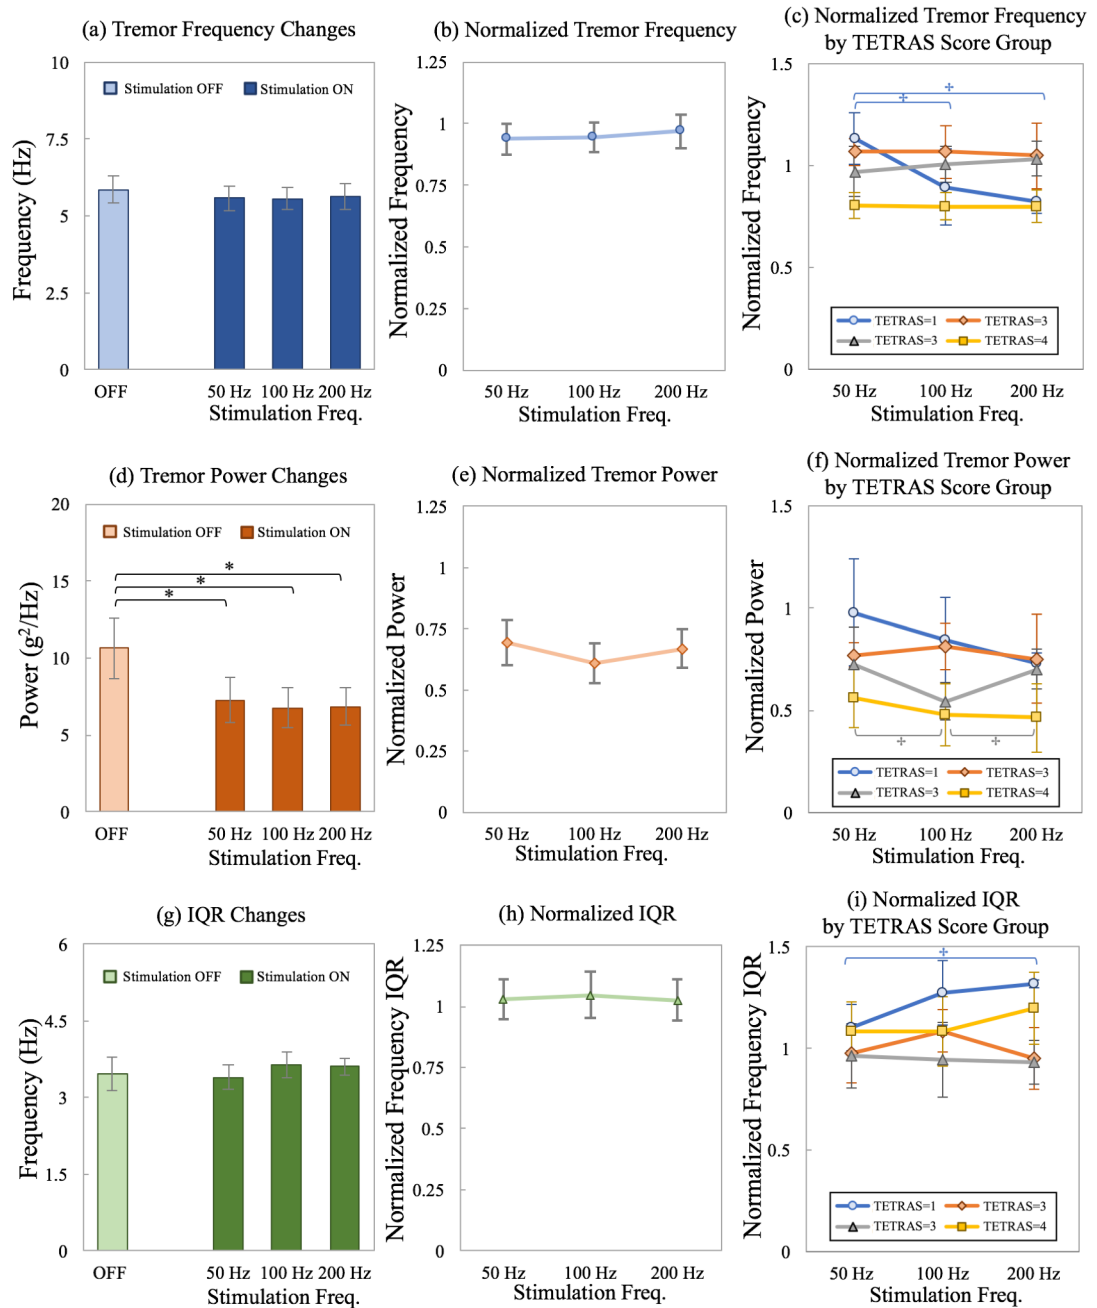 (a) Tremor Frequency Changes
10
7.5
5
2.5
0
Frequency (Hz)
Stimulation OFF
Stimulation ON
OFF
50 Hz
100 Hz
200 Hz
Stimulation Freq.
(b) Normalized Tremor Frequency
1.25
1
0.75
0.5
0.25
0
Normalized Frequency
50 Hz
100 Hz
200 Hz
Stimulation Freq.
(c) Normalized Tremor Frequency
by TETRAS Score Group
1.5
1
0.5
0
Normalized Frequency
÷
÷
TETRAS=1
TETRAS=3
TETRAS=3
TETRAS=4
50 Hz
100 Hz
200 Hz
Stimulation Freq.
(d) Tremor Power Changes
20
15
10
5
0
Power (g²/Hz)
Stimulation OFF
Stimulation ON
*
*
*
OFF
50 Hz
100 Hz
200 Hz
Stimulation Freq.
(e) Normalized Tremor Power
1.25
1
0.75
0.5
0.25
0
Normalized Power
50 Hz
100 Hz
200 Hz
Stimulation Freq.
(f) Normalized Tremor Power
by TETRAS Score Group
1.5
1
0.5
0
Normalized Power
÷
÷
TETRAS=1
TETRAS=3
TETRAS=3
TETRAS=4
50 Hz
100 Hz
200 Hz
Stimulation Freq.
(g) IQR Changes
6
4.5
3
1.5
0
Frequency (Hz)
Stimulation OFF
Stimulation ON
OFF
50 Hz
100 Hz
200 Hz
Stimulation Freq.
(h) Normalized IQR
1.25
1
0.75
0.5
0.25
0
Normalized Frequency IQR
50 Hz
100 Hz
200 Hz
Stimulation Freq.
(i) Normalized IQR
by TETRAS Score Group
1.5
1
0.5
0
Normalized Frequency IQR
÷
TETRAS=1
TETRAS=3
TETRAS=3
TETRAS=4
50 Hz
100 Hz
200 Hz
Stimulation Freq.